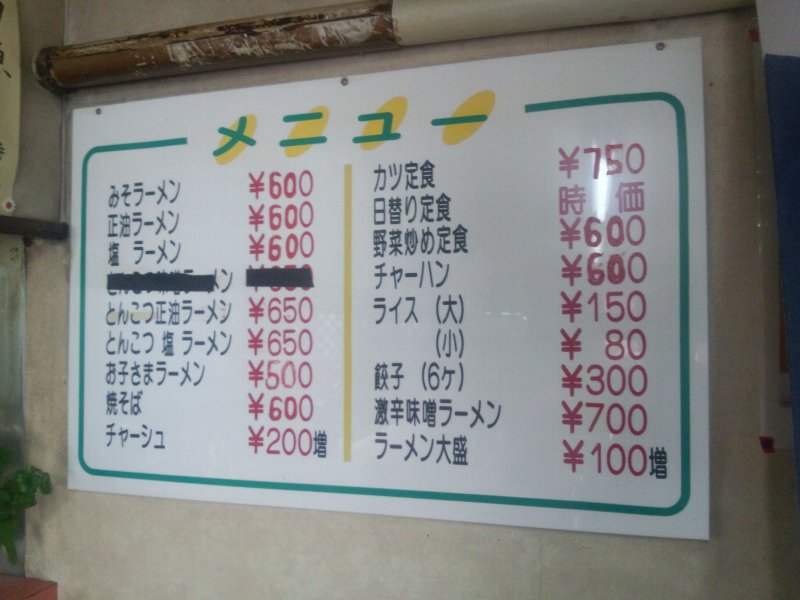 メニュー
みそラーメン ¥600
正油ラーメン ¥600
塩 ラーメン ¥600
ラーメン
とんこつ正油ラーメン ¥650
とんこつ 塩 ラーメン ¥650
お子さまラーメン ¥500
焼そば ¥600
チャーシュ ¥200増
カツ定食 ¥750
日替り定食 時 価
野菜炒め定食 ¥600
チャーハン ¥600
ライス (大) ¥150
(小) ¥ 80
餃子 (6ケ) ¥300
激辛味噌ラーメン ¥700
ラーメン大盛 ¥100増